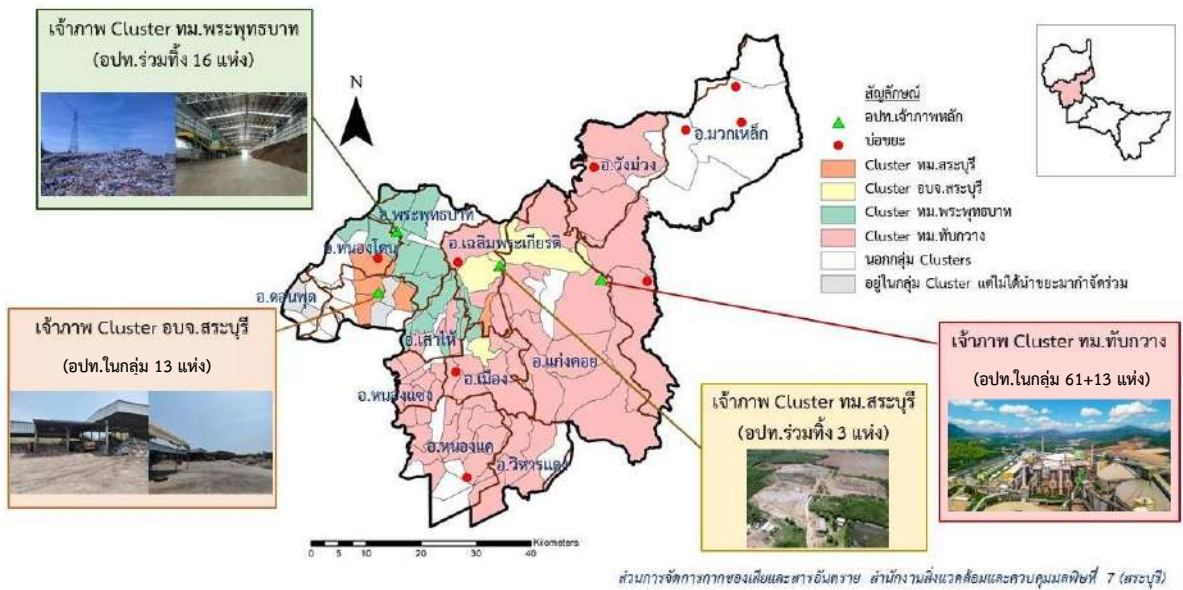 เจ้าภาพ Cluster ทม.พระพุทธบาท
(อปท.ร่วมทิ้ง 16 แห่ง)
N
สัญลักษณ์
อปท.เจ้าภาพหลัก
บ่อขยะ
Cluster ทม.สระบุรี
Cluster อบจ.สระบุรี
Cluster ทม.พระพุทธบาท
Cluster ทม.ทับกวาง
นอกกลุ่ม Clusters
อยู่ในกลุ่ม Cluster แต่ไม่ได้นำขยะมากำจัดร่วม
อ.มวกเหล็ก
อ.วังม่วง
อ.พระพุทธบาท
อ.เฉลิมพระเกียรติ
อ.หนองโดน
อ.ดอนพุด
อ.เสาไห้
อ.แก่งคอย
อ.เมือง
อ.หนองแซง
อ.หนองแค
อ.วิหารแดง
เจ้าภาพ Cluster อบจ.สระบุรี
(อปท.ในกลุ่ม 13 แห่ง)
เจ้าภาพ Cluster ทม.สระบุรี
(อปท.ร่วมทิ้ง 3 แห่ง)
เจ้าภาพ Cluster ทม.ทับกวาง
(อปท.ในกลุ่ม 61+13 แห่ง)
Kilometers
0 5 10 20 30 40
ส่วนการจัดการกากของเสียและสารอันตราย สำนักงานสิ่งแวดล้อมและควบคุมมลพิษที่ 7 (สระบุรี)